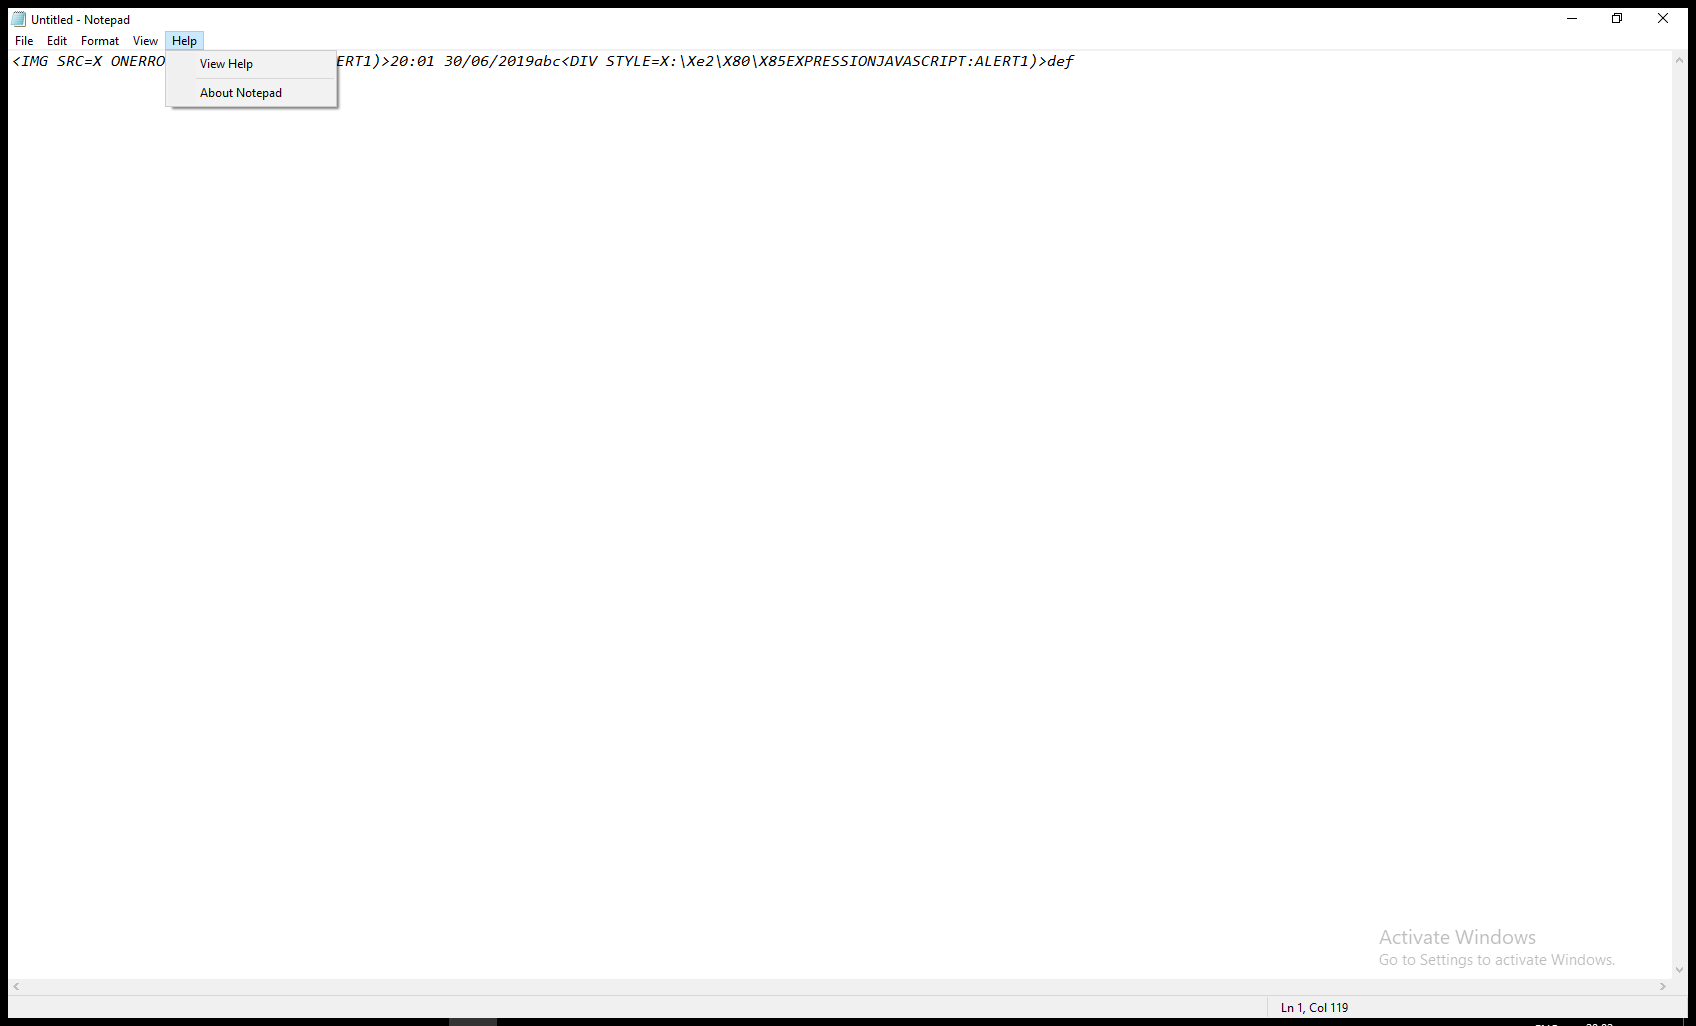 Untitled - Notepad
File Edit Format View Help
<IMG SRC=X ONERRO ERT1)>20:01 30/06/2019abc<DIV STYLE=X:\Xe2\X80\X85EXPRESSIONJAVASCRIPT:ALERT1)>def
View Help
About Notepad
Activate Windows
Go to Settings to activate Windows.
Ln 1, Col 119